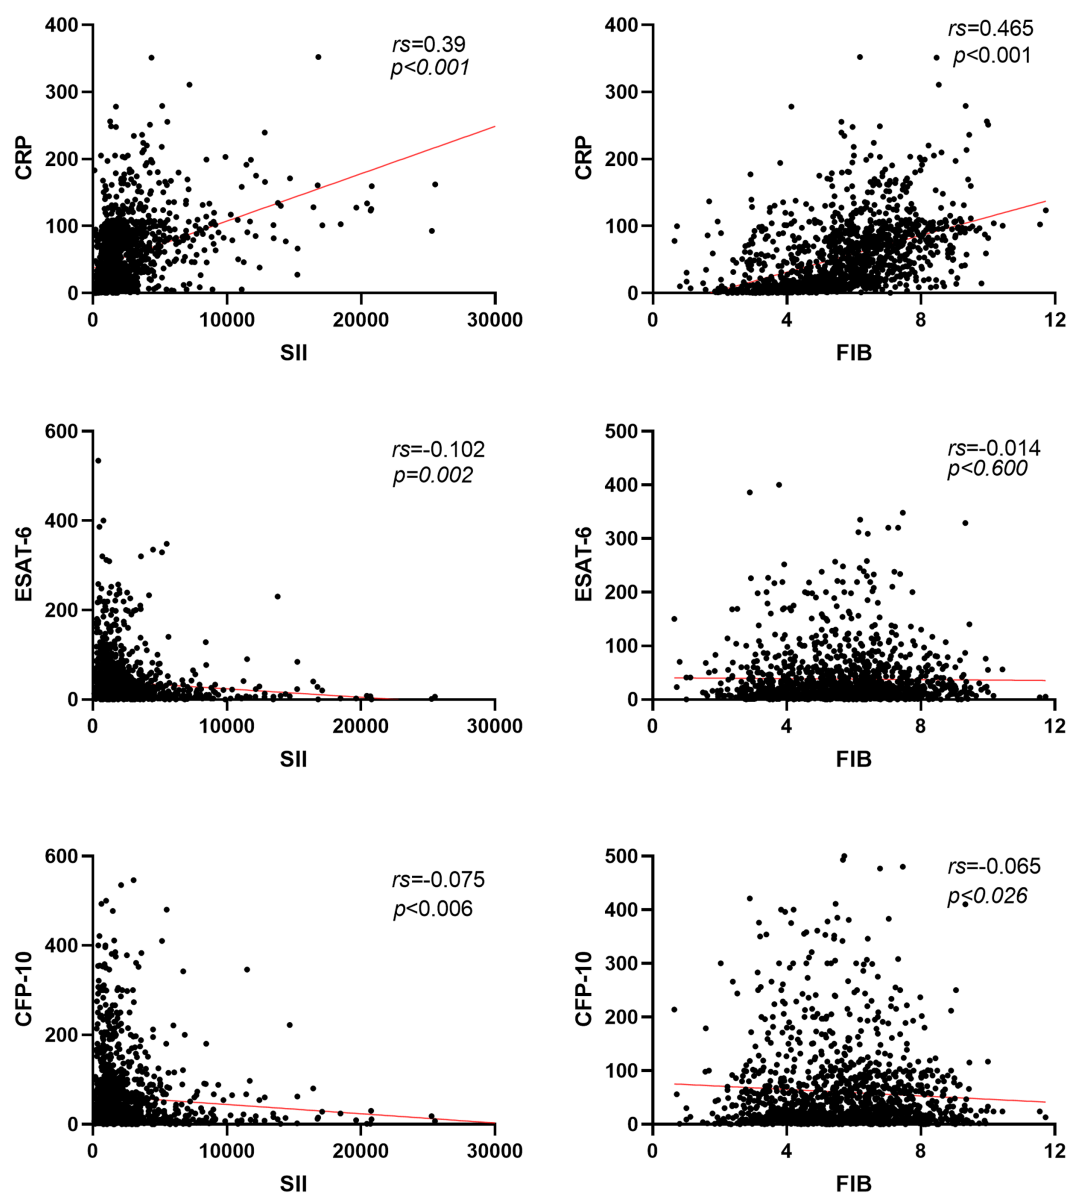 400
300
200
100
0
CRP
rs=0.39
p<0.001
0 10000 20000 30000
SII
400
300
200
100
0
CRP
rs=0.465
p<0.001
0 4 8 12
FIB
600
400
200
0
ESAT-6
rs=-0.102
p=0.002
0 10000 20000 30000
SII
500
400
300
200
100
0
ESAT-6
rs=-0.014
p<0.600
0 4 8 12
FIB
600
400
200
0
CFP-10
rs=-0.075
p<0.006
0 10000 20000 30000
SII
500
400
300
200
100
0
CFP-10
rs=-0.065
p<0.026
0 4 8 12
FIB